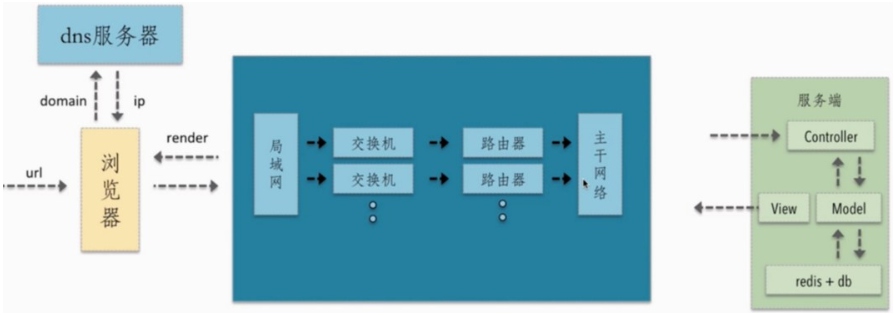 dns服务器
domain
ip
url
浏览器
render
局域网
交换机
路由器
交换机
路由器
主干网络
服务端
Controller
View
Model
redis + db